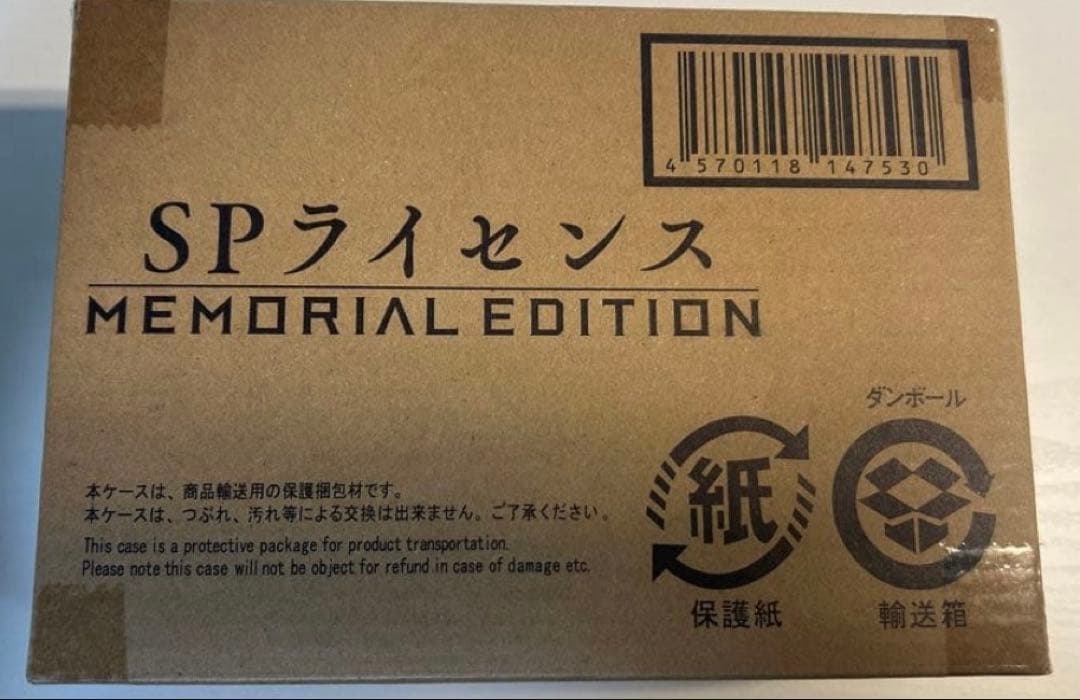 4 570118 147530
SPライセンス
MEMORIAL EDITION
本ケースは、商品輸送用の保護梱包材です。
本ケースは、つぶれ、汚れ等による交換は出来ません。ご了承ください。
This case is a protective package for product transportation.
Please note this case will not be object for refund in case of damage etc.
紙
保護紙
ダンボール
輸送箱